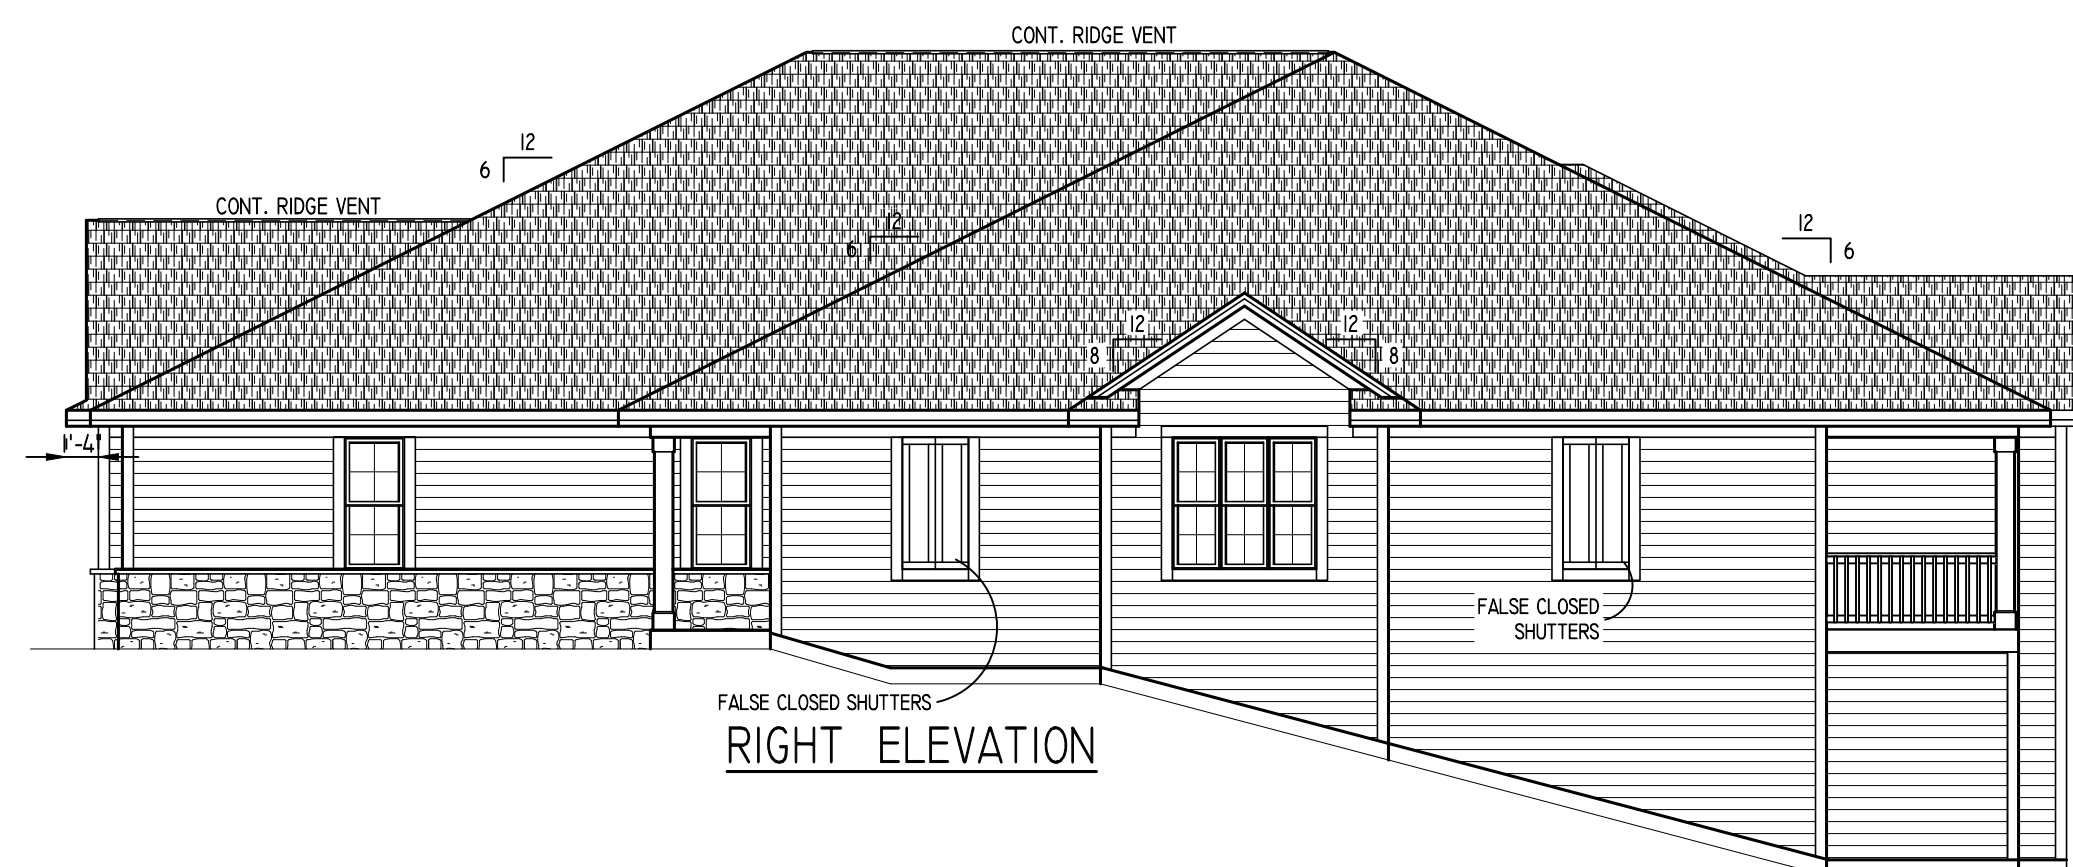 CONT. RIDGE VENT
12
6
CONT. RIDGE VENT
12
6
12
6
12
8
12
8
1'-4"
FALSE CLOSED
SHUTTERS
FALSE CLOSED SHUTTERS
RIGHT ELEVATION